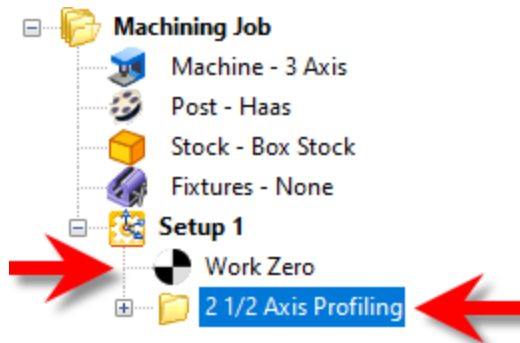 Machining Job
Machine - 3 Axis
Post - Haas
Stock - Box Stock
Fixtures - None
Setup 1
Work Zero
2 1/2 Axis Profiling